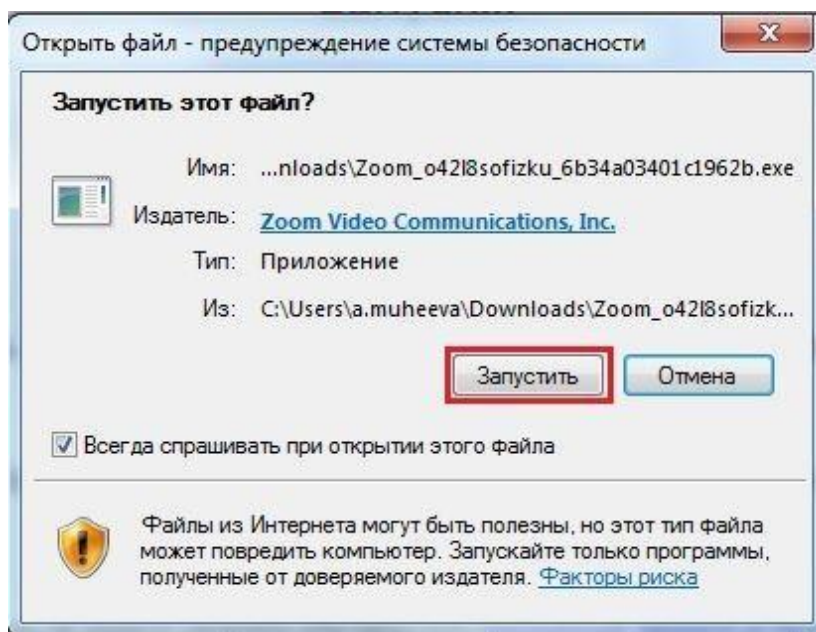 Открыть файл - предупреждение системы безопасности
Запустить этот файл?
Имя: ...nloads\Zoom_o42l8sofizku_6b34a03401c1962b.exe
Издатель: Zoom Video Communications, Inc.
Тип: Приложение
Из: C:\Users\a.muheeva\Downloads\Zoom_o42l8sofizk...
Запустить Отмена
Всегда спрашивать при открытии этого файла
Файлы из Интернета могут быть полезны, но этот тип файла
может повредить компьютер. Запускайте только программы,
полученные от доверяемого издателя. Факторы риска